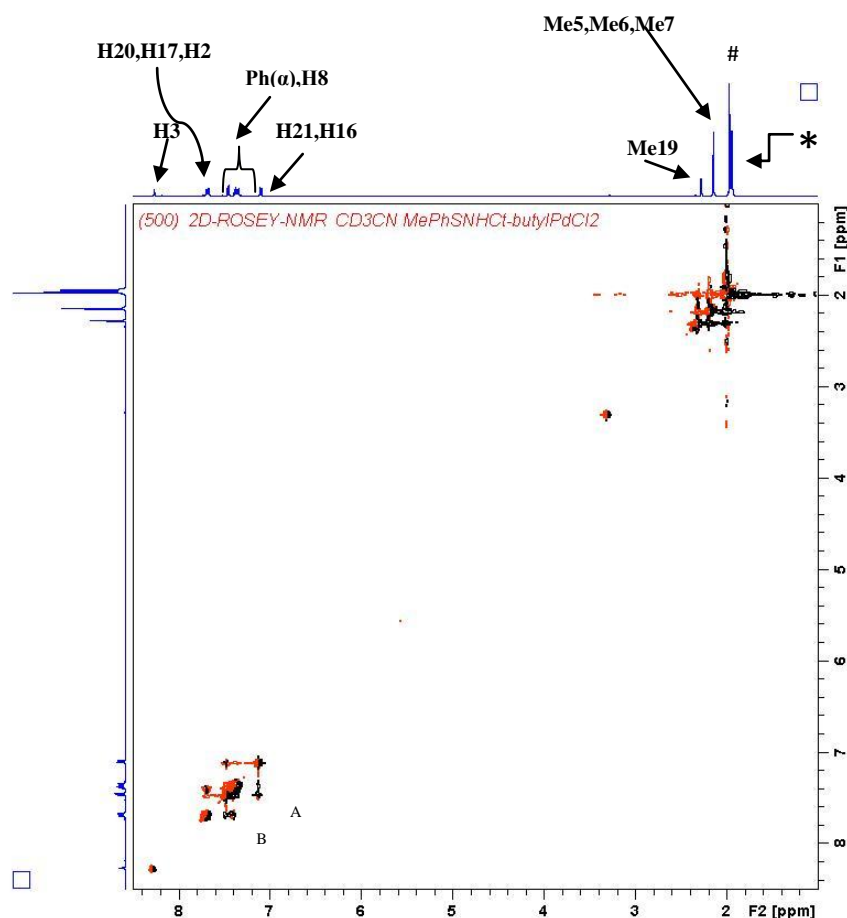 Me5,Me6,Me7
H20,H17,H2
#
Ph(α),H8
H3
H21,H16
*
Me19
(500) 2D-ROSEY-NMR CD3CN MePhSNHCt-butylPdCl2
F1 [ppm]
2
3
4
5
6
7
8
A
B
8 7 6 5 4 3 2 F2 [ppm]